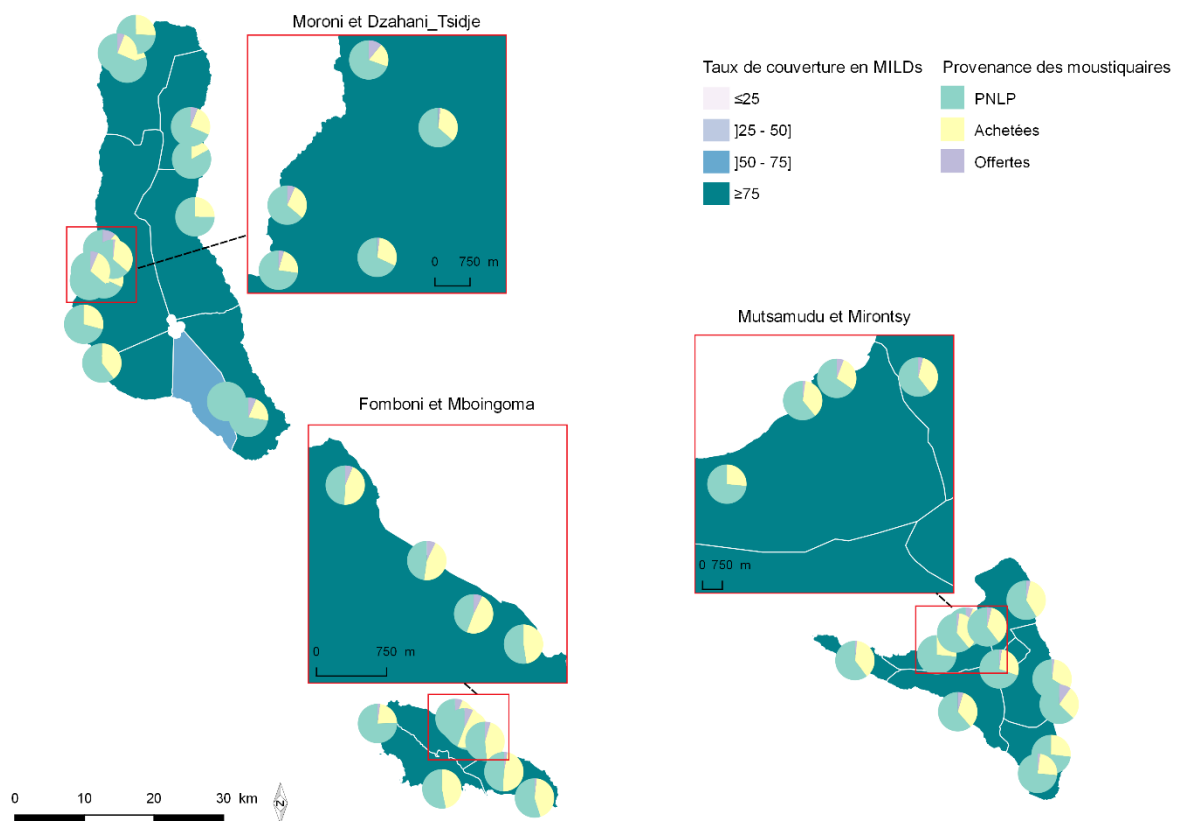 Moroni et Dzahani_Tsidje
Taux de couverture en MILDs
≤25
]25 - 50]
]50 - 75]
≥75
Provenance des moustiquaires
PNLP
Achetées
Offertes
0 750 m
Mutsamudu et Mirontsy
0 750 m
Fomboni et Mboingoma
0 750
m
0 10 20 30 km
N